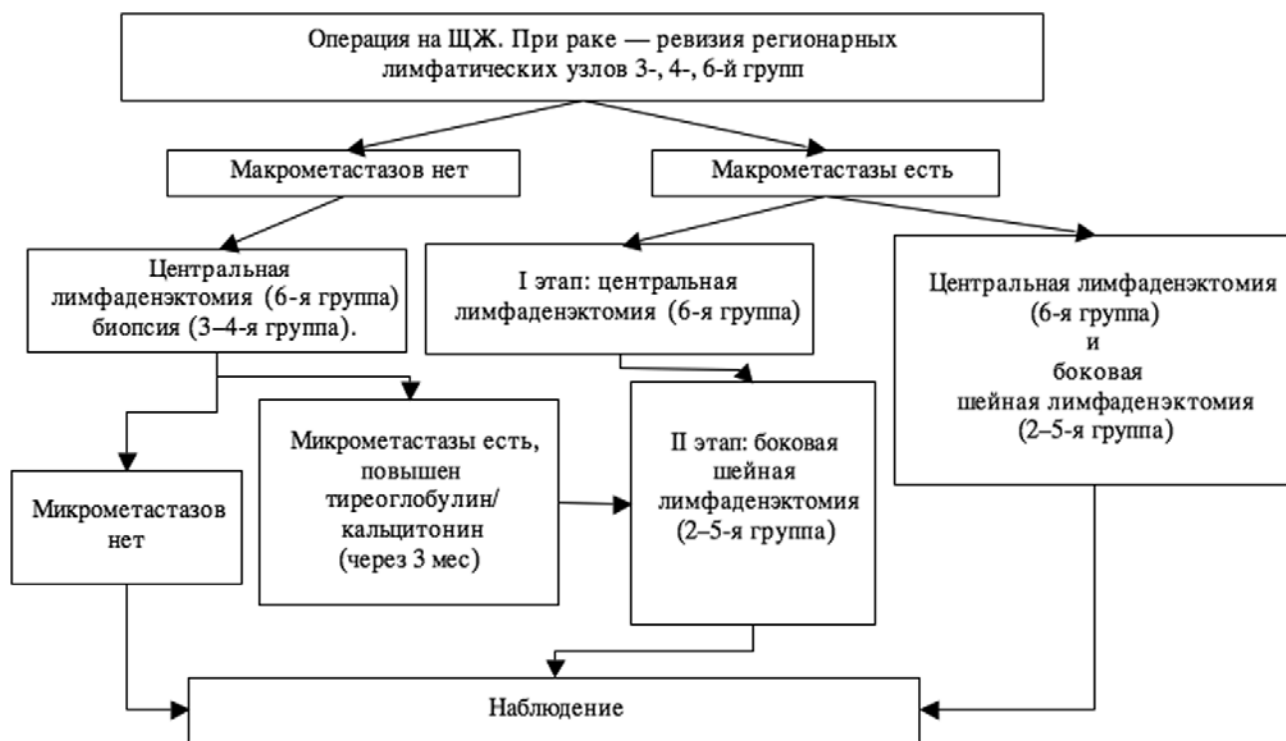 Операция на ЩЖ. При раке — ревизия регионарных
лимфатических узлов 3-, 4-, 6-й групп
Макрометастазов нет
Макрометастазы есть
Центральная
лимфаденэктомия (6-я группа)
биопсия (3–4-я группа).
I этап: центральная
лимфаденэктомия (6-я группа)
Центральная лимфаденэктомия
(6-я группа)
и
боковая
шейная лимфаденэктомия
(2–5-я группа)
Микрометастазов
нет
Микрометастазы есть,
повышен
тиреоглобулин/
кальцитонин
(через 3 мес)
II этап: боковая
шейная
лимфаденэктомия
(2–5-я группа)
Наблюдение